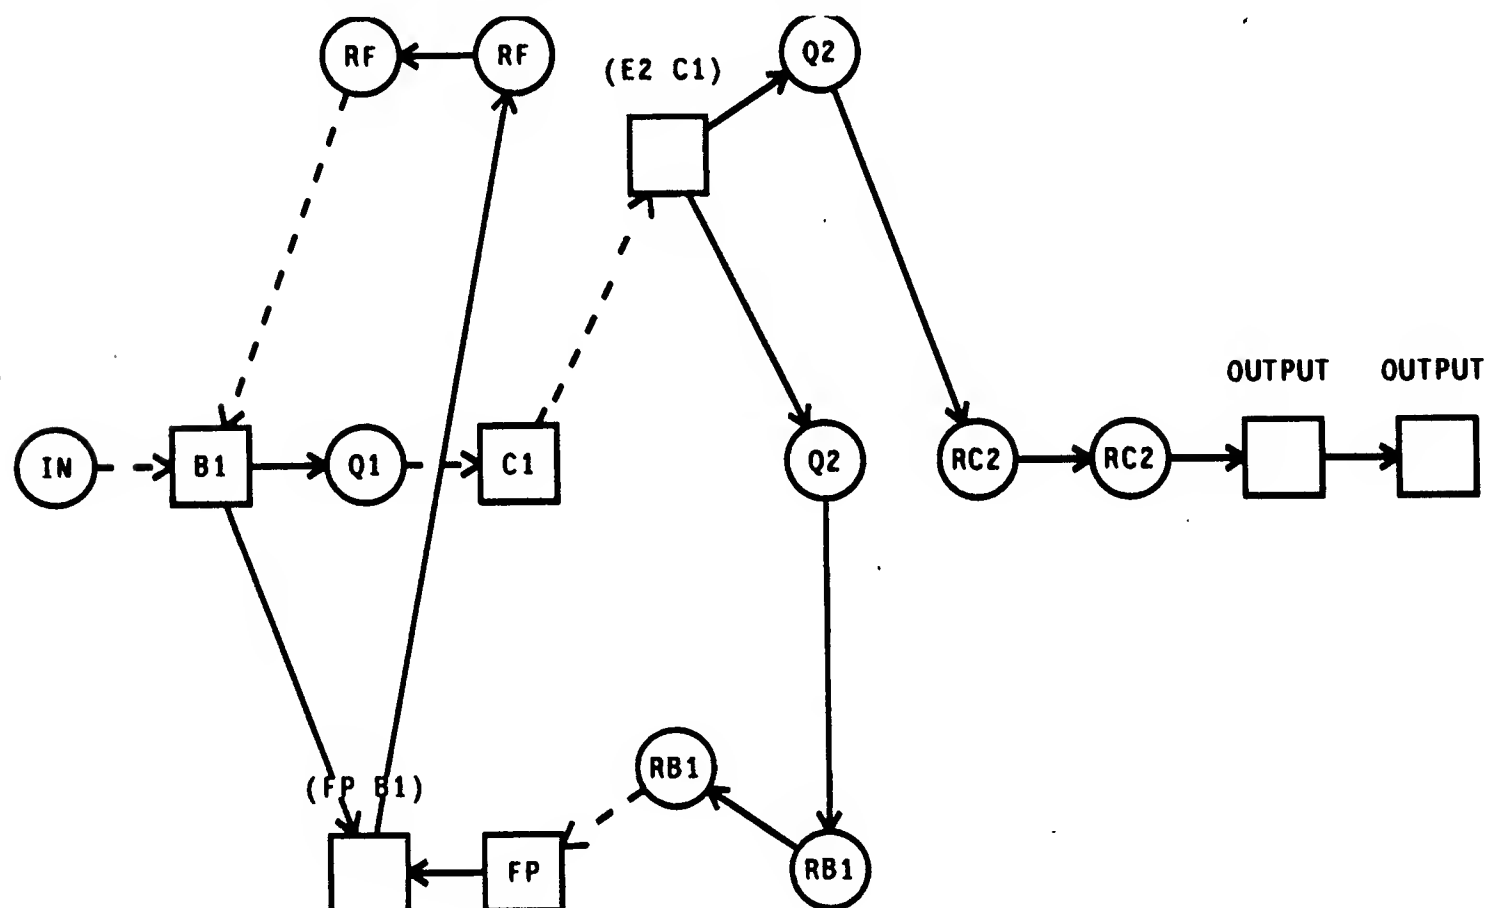 RF RF Q2
(E2 C1)
OUTPUT OUTPUT
IN B1 Q1 C1 Q2 RC2 RC2
RB1
(FP B1)
FP RB1